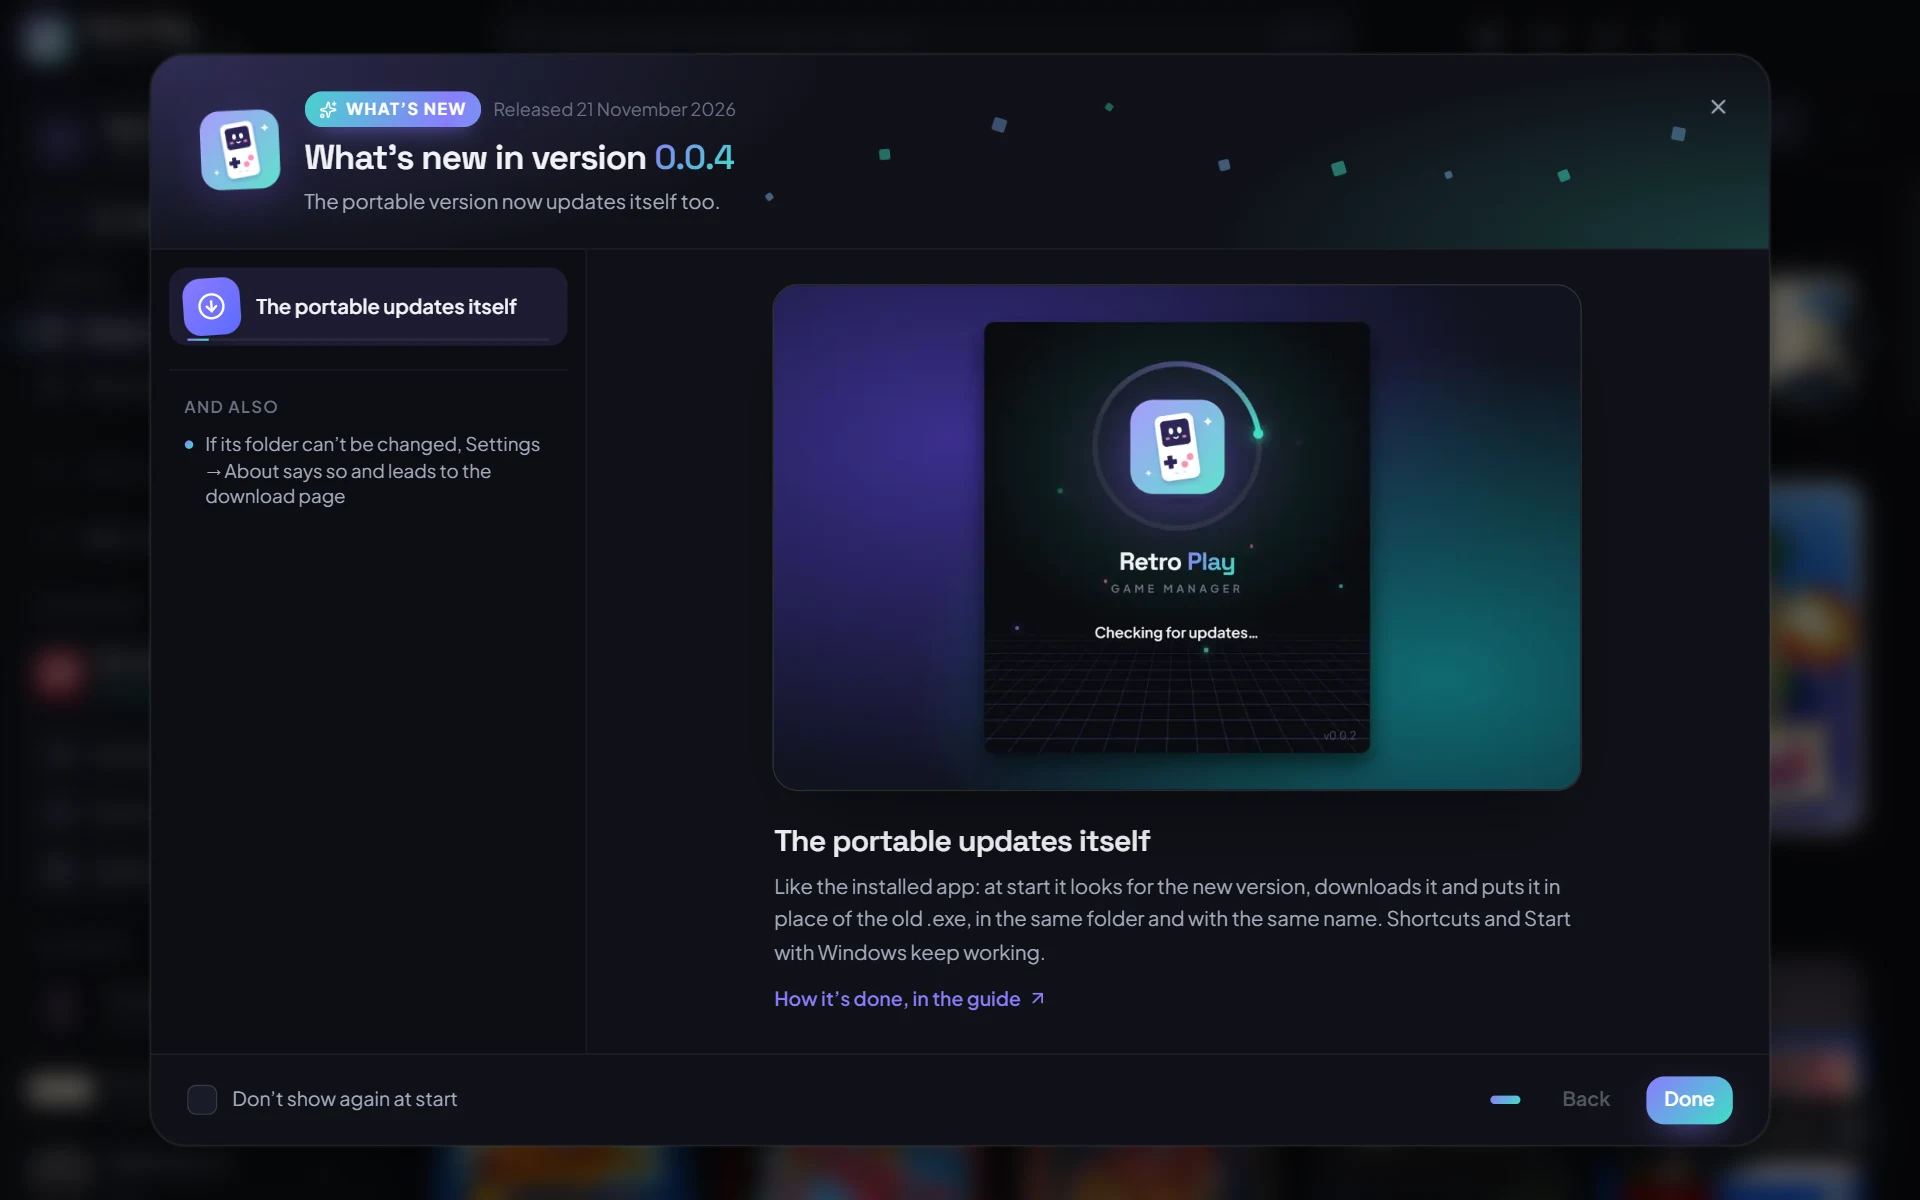 WHAT'S NEW
Released 21 November 2026
What's new in version 0.0.4
The portable version now updates itself too.
The portable updates itself
AND ALSO
If its folder can't be changed, Settings
→ About says so and leads to the
download page
Retro Play
GAME MANAGER
Checking for updates...
v0.0.2
The portable updates itself
Like the installed app: at start it looks for the new version, downloads it and puts it in
place of the old .exe, in the same folder and with the same name. Shortcuts and Start
with Windows keep working.
How it's done, in the guide
Don't show again at start
Back
Done